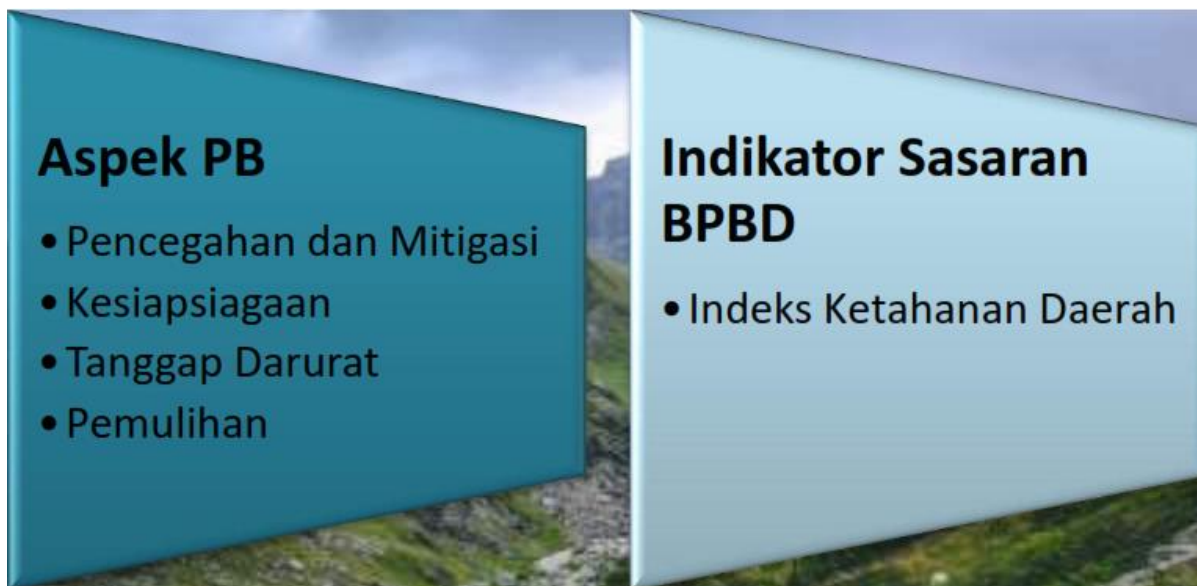 Aspek PB
• Pencegahan dan Mitigasi
• Kesiapsiagaan
• Tanggap Darurat
• Pemulihan
Indikator Sasaran
BPBD
• Indeks Ketahanan Daerah